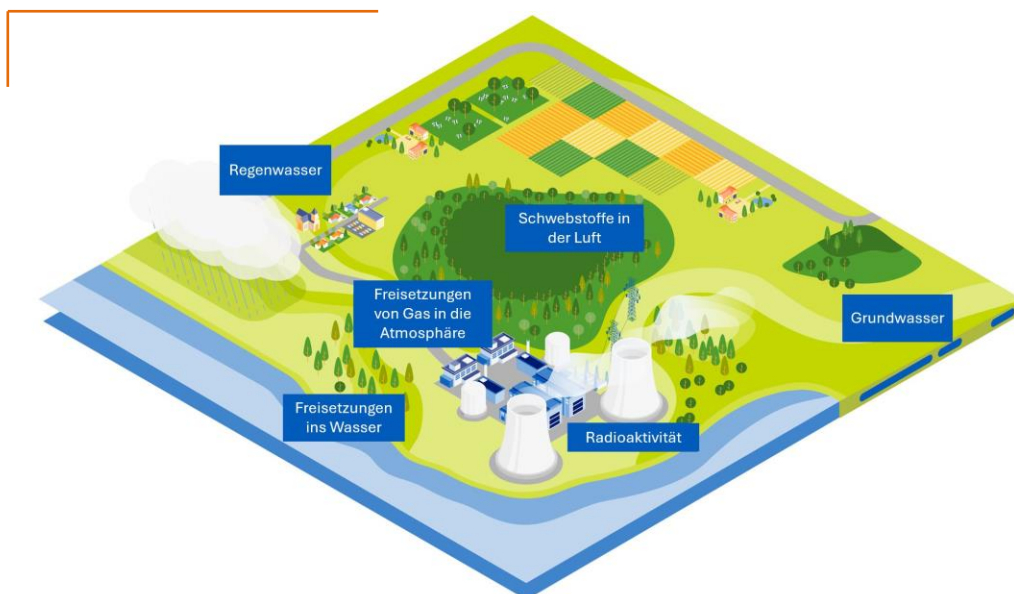 Regenwasser
Schwebstoffe in
der Luft
Freisetzungen
von Gas in die
Atmosphäre
Grundwasser
Freisetzungen
ins Wasser
Radioaktivität